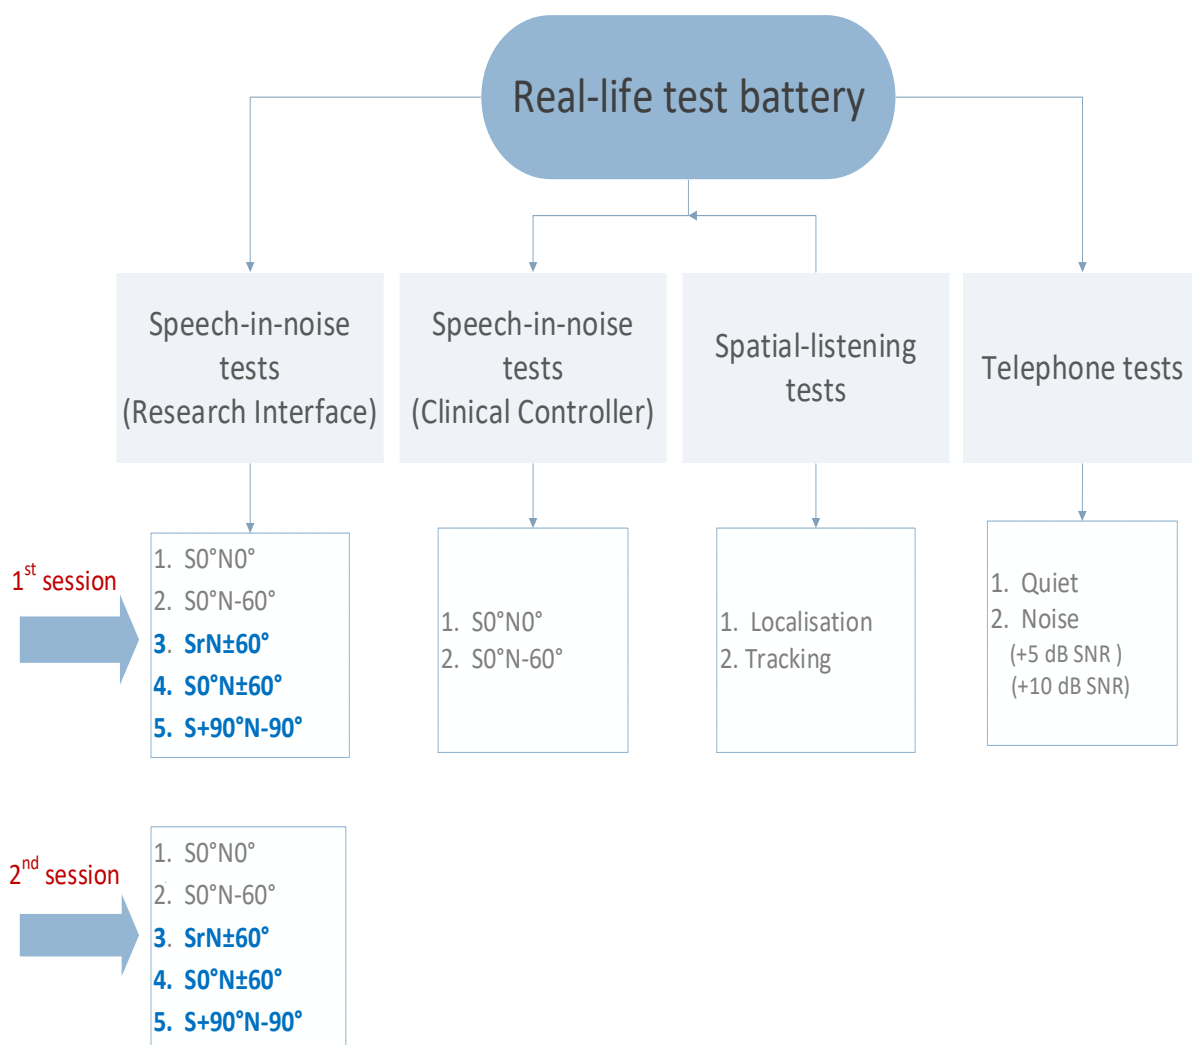 Real-life test battery
Speech-in-noise
tests
(Research Interface)
Speech-in-noise
tests
(Clinical Controller)
Spatial-listening
tests
Telephone tests
1st session
1. S0°N0°
2. S0°N-60°
3. SrN±60°
4. S0°N±60°
5. S+90°N-90°
1. S0°N0°
2. S0°N-60°
1. Localisation
2. Tracking
1. Quiet
2. Noise
(+5 dB SNR )
(+10 dB SNR)
2nd session
1. S0°N0°
2. S0°N-60°
3. SrN±60°
4. S0°N±60°
5. S+90°N-90°